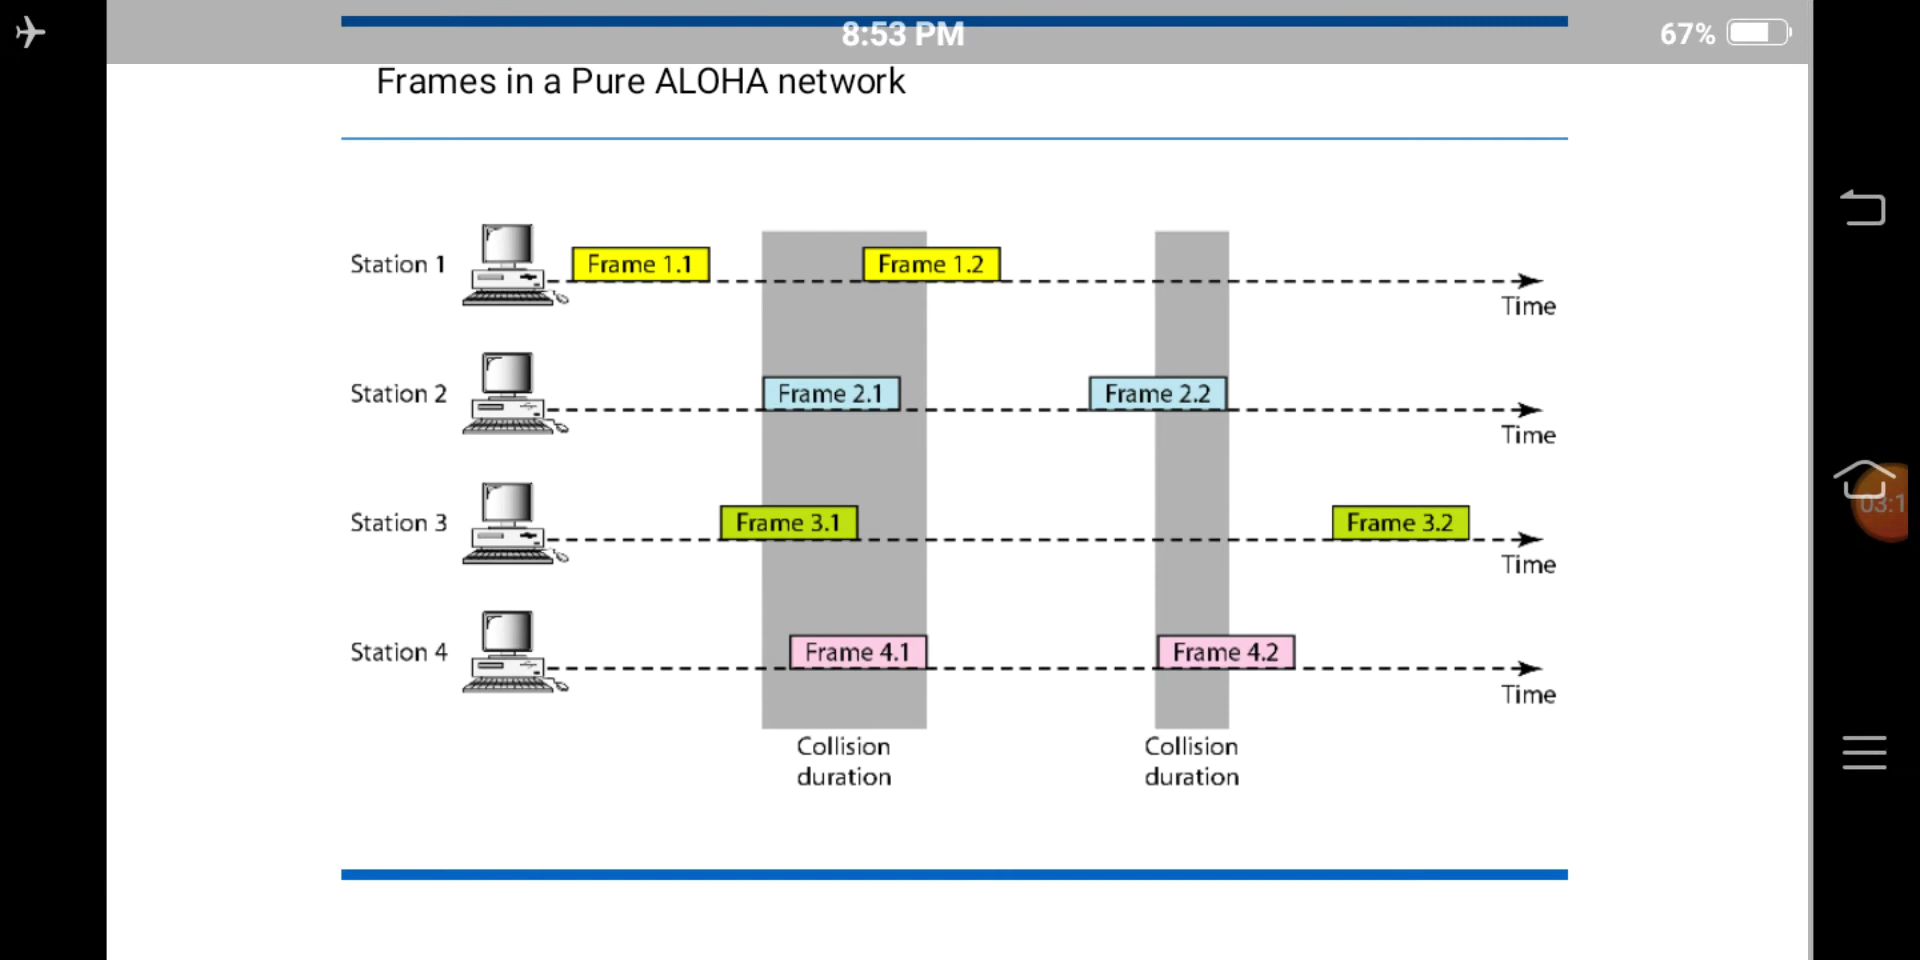 8:53 PM
67%
Frames in a Pure ALOHA network
Station 1
Frame 1.1
Frame 1.2
Time
Station 2
Frame 2.1
Frame 2.2
Time
Station 3
Frame 3.1
Frame 3.2
03:1
Time
Station 4
Frame 4.1
Frame 4.2
Time
Collision
duration
Collision
duration